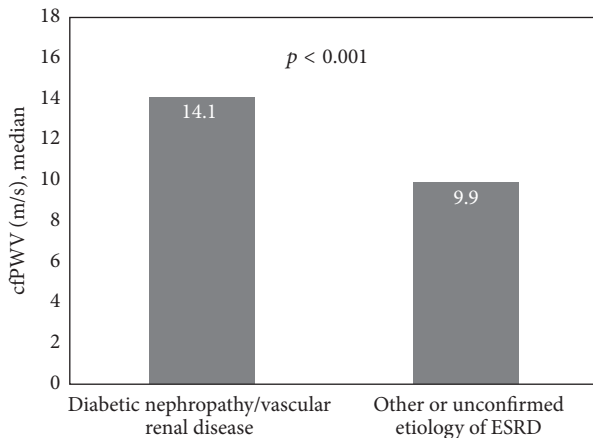 cfPWV (m/s), median
18
16
14
12
10
8
6
4
2
0
p < 0.001
14.1
9.9
Diabetic nephropathy/vascular
renal disease
Other or unconfirmed
etiology of ESRD